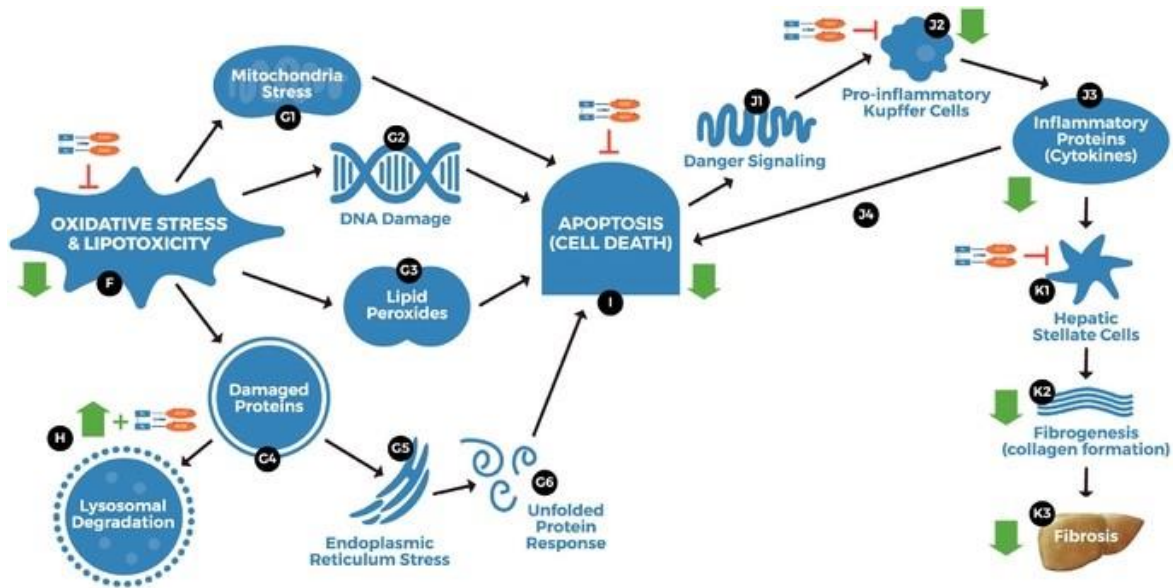 Mitochondria
Stress
G1
G2
DNA Damage
OXIDATIVE STRESS
& LIPOTOXICITY
F
G3
Lipid
Peroxides
Damaged
Proteins
G4
H
+
Lysosomal
Degradation
G5
Endoplasmic
Reticulum Stress
G6
Unfolded
Protein
Response
APOPTOSIS
(CELL DEATH)
I
J1
Danger Signaling
J2
Pro-inflammatory
Kupffer Cells
J3
Inflammatory
Proteins
(Cytokines)
J4
K1
Hepatic
Stellate Cells
K2
Fibrogenesis
(collagen formation)
K3
Fibrosis